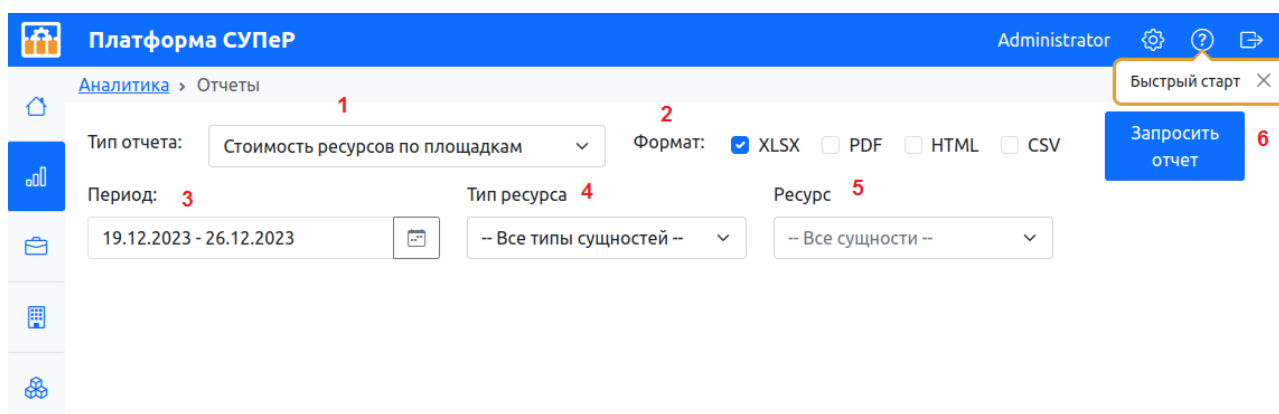 Платформа СУПеР Administrator
Аналитика › Отчеты Быстрый старт
1 2
Тип отчета: Стоимость ресурсов по площадкам Формат: XLSX PDF HTML CSV Запросить отчет 6
Период: 3 Тип ресурса 4 Ресурс 5
19.12.2023 - 26.12.2023 -- Все типы сущностей -- -- Все сущности --